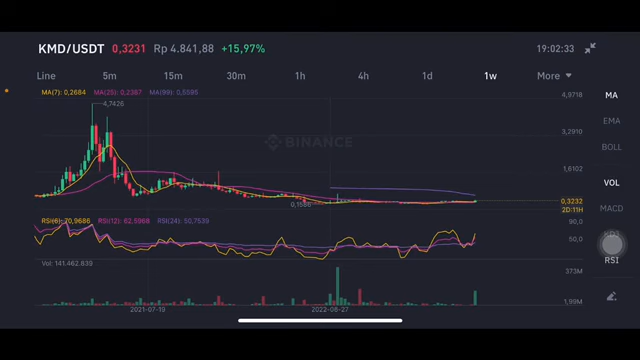 KMD/USDT 0,3231 Rp 4.841,88 +15,97% 19:02:33
Line 5m 15m 30m 1h 4h 1d 1w More
MA(7): 0,2684 MA(25): 0,2387 MA(99): 0,5595
4,9718
4,7426
3,2910
BINANCE
1,6102
0,1588
0,3232
2D:11H
RSI(6): 70,9686 RSI(12): 62,5968 RSI(24): 50,7539
90,0
50,0
Vol: 141.462,839
373M
1,99M
2021-07-19 2022-08-27
MA
EMA
BOLL
VOL
MACD
RSI